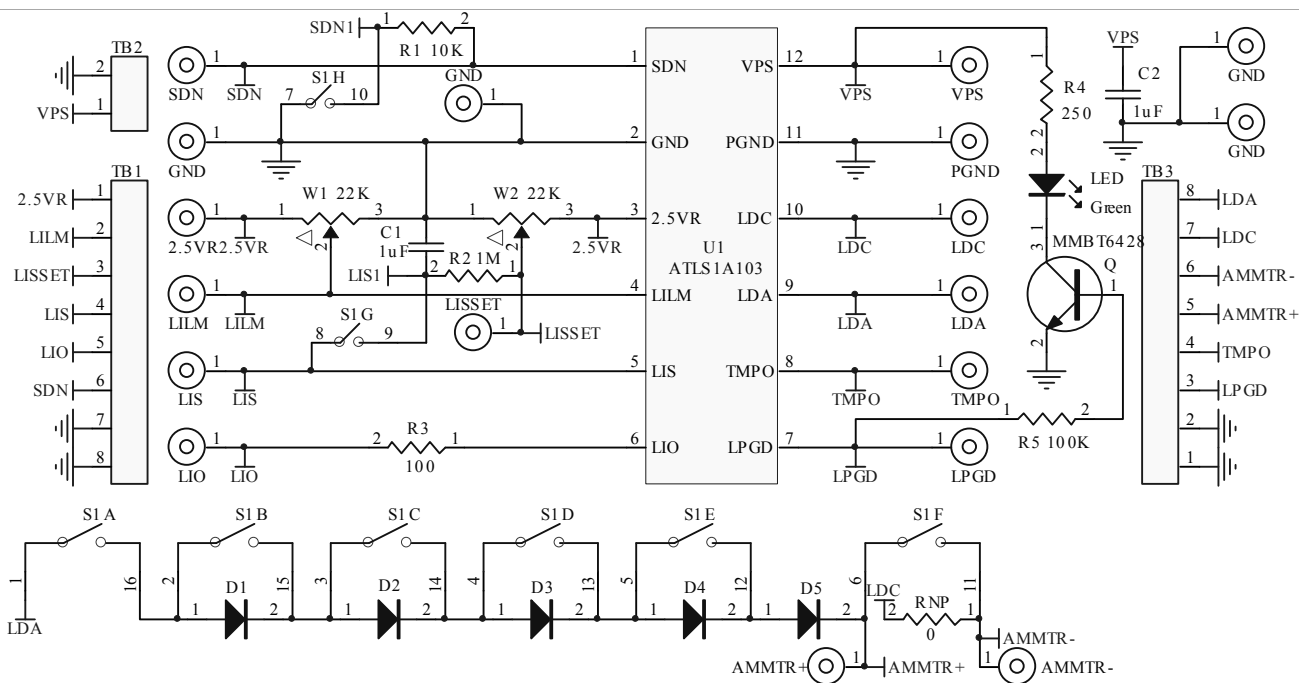 SDN1 1 2
R1 10K
TB2
2
VPS 1
1
SDN
SDN
S1H
7 10
GND
1
1
GND
TB1
2.5VR 1
LILM 2
LISSET 3
LIS 4
LIO 5
SDN 6
7
8
1
2.5VR
2.5VR
W1 22K
1 3
2
C1
1uF
W2 22K
1 3
2
2.5VR
LIS1
2 R2 1M 1
1
LILM
LILM
LISSET
1
LISSET
S1G
8 9
1
LIS
LIS
1
LIO
LIO
2 R3 1
100
U1
ATLS1A103
1 SDN
2 GND
3 2.5VR
4 LILM
5 LIS
6 LIO
VPS 12
PGND 11
LDC 10
LDA 9
TMPO 8
LPGD 7
VPS
1
VPS
1
PGND
LDC
1
LDC
LDA
1
LDA
TMPO
1
TMPO
LPGD
1
LPGD
R4
250
2
2
LED
Green
1
3
MMBT6428
Q
1
2
1 2
R5 100K
VPS
C2
1uF
1
GND
1
GND
TB3
8 LDA
7 LDC
6 AMMTR-
5 AMMTR+
4 TMPO
3 LPGD
2
1
S1A
1
16
LDA
S1B
2
15
D1
1 2
S1C
3
14
D2
1 2
S1D
4
13
D3
1 2
S1E
5
12
D4
1 2
D5
1 2
S1F
6
11
LDC
2 RNP 1
0
AMMTR+ 1
AMMTR+
AMMTR-
1
AMMTR-